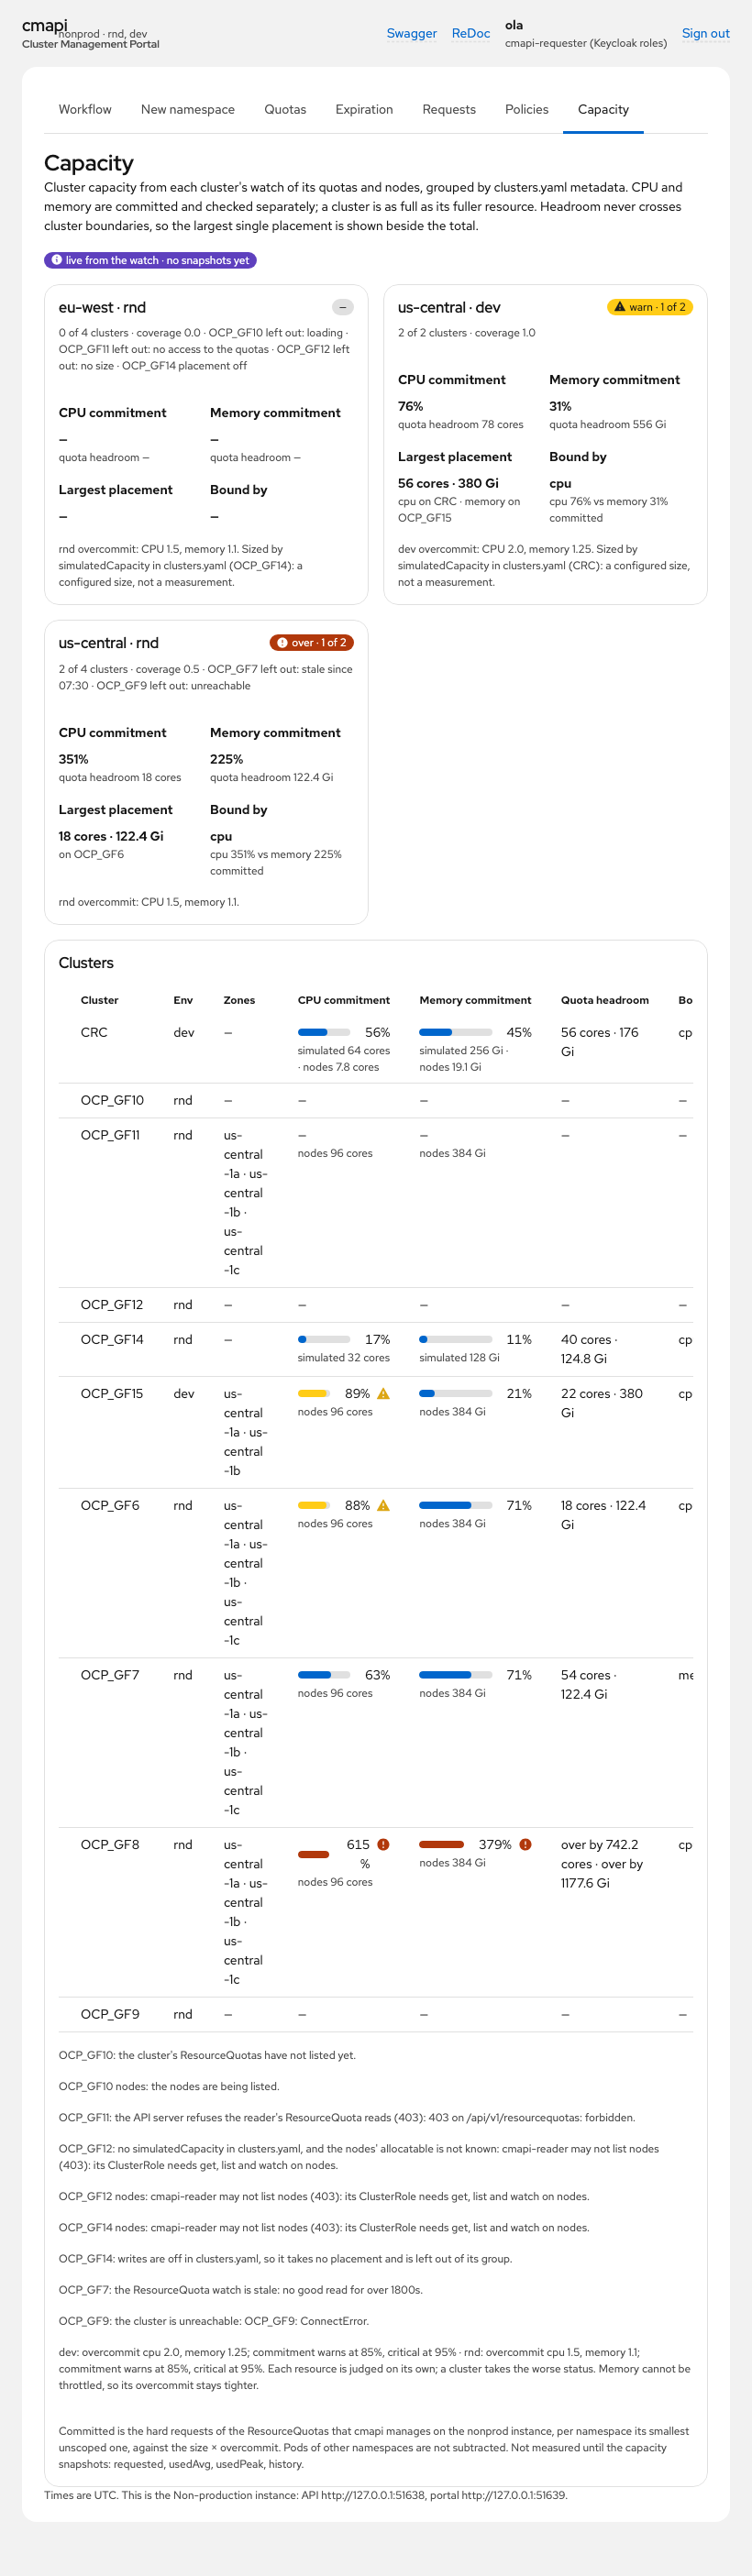 cmapi
nonprod · rnd, dev
Cluster Management Portal
Swagger
ReDoc
ola
cmapi-requester (Keycloak roles)
Sign out
Workflow
New namespace
Quotas
Expiration
Requests
Policies
Capacity
Capacity
Cluster capacity from each cluster's watch of its quotas and nodes, grouped by clusters.yaml metadata. CPU and
memory are committed and checked separately; a cluster is as full as its fuller resource. Headroom never crosses
cluster boundaries, so the largest single placement is shown beside the total.
live from the watch · no snapshots yet
eu-west · rnd
—
0 of 4 clusters · coverage 0.0 · OCP_GF10 left out: loading ·
OCP_GF11 left out: no access to the quotas · OCP_GF12 left
out: no size · OCP_GF14 placement off
CPU commitment
Memory commitment
—
—
quota headroom —
quota headroom —
Largest placement
Bound by
—
—
rnd overcommit: CPU 1.5, memory 1.1. Sized by
simulatedCapacity in clusters.yaml (OCP_GF14): a
configured size, not a measurement.
us-central · dev
warn · 1 of 2
2 of 2 clusters · coverage 1.0
CPU commitment
Memory commitment
76%
31%
quota headroom 78 cores
quota headroom 556 Gi
Largest placement
Bound by
56 cores · 380 Gi
cpu
cpu on CRC · memory on
OCP_GF15
cpu 76% vs memory 31%
committed
dev overcommit: CPU 2.0, memory 1.25. Sized by
simulatedCapacity in clusters.yaml (CRC): a configured size,
not a measurement.
us-central · rnd
over · 1 of 2
2 of 4 clusters · coverage 0.5 · OCP_GF7 left out: stale since
07:30 · OCP_GF9 left out: unreachable
CPU commitment
Memory commitment
351%
225%
quota headroom 18 cores
quota headroom 122.4 Gi
Largest placement
Bound by
18 cores · 122.4 Gi
cpu
on OCP_GF6
cpu 351% vs memory 225%
committed
rnd overcommit: CPU 1.5, memory 1.1.
Clusters
Cluster
Env
Zones
CPU commitment
Memory commitment
Quota headroom
Bo
CRC
dev
—
56%
simulated 64 cores
· nodes 7.8 cores
45%
simulated 256 Gi ·
nodes 19.1 Gi
56 cores · 176
Gi
cp
OCP_GF10
rnd
—
—
—
—
—
OCP_GF11
rnd
us-
central
-1a · us-
central
-1b ·
us-
central
-1c
—
nodes 96 cores
—
nodes 384 Gi
—
—
OCP_GF12
rnd
—
—
—
—
—
OCP_GF14
rnd
—
17%
simulated 32 cores
11%
simulated 128 Gi
40 cores ·
124.8 Gi
cp
OCP_GF15
dev
us-
central
-1a · us-
central
-1b
89%
nodes 96 cores
21%
nodes 384 Gi
22 cores · 380
Gi
cp
OCP_GF6
rnd
us-
central
-1a · us-
central
-1b ·
us-
central
-1c
88%
nodes 96 cores
71%
nodes 384 Gi
18 cores · 122.4
Gi
cp
OCP_GF7
rnd
us-
central
-1a · us-
central
-1b ·
us-
central
-1c
63%
nodes 96 cores
71%
nodes 384 Gi
54 cores ·
122.4 Gi
me
OCP_GF8
rnd
us-
central
-1a · us-
central
-1b ·
us-
central
-1c
615
%
nodes 96 cores
379%
nodes 384 Gi
over by 742.2
cores · over by
1177.6 Gi
cp
OCP_GF9
rnd
—
—
—
—
—
OCP_GF10: the cluster's ResourceQuotas have not listed yet.
OCP_GF10 nodes: the nodes are being listed.
OCP_GF11: the API server refuses the reader's ResourceQuota reads (403): 403 on /api/v1/resourcequotas: forbidden.
OCP_GF12: no simulatedCapacity in clusters.yaml, and the nodes' allocatable is not known: cmapi-reader may not list nodes
(403): its ClusterRole needs get, list and watch on nodes.
OCP_GF12 nodes: cmapi-reader may not list nodes (403): its ClusterRole needs get, list and watch on nodes.
OCP_GF14 nodes: cmapi-reader may not list nodes (403): its ClusterRole needs get, list and watch on nodes.
OCP_GF14: writes are off in clusters.yaml, so it takes no placement and is left out of its group.
OCP_GF7: the ResourceQuota watch is stale: no good read for over 1800s.
OCP_GF9: the cluster is unreachable: OCP_GF9: ConnectError.
dev: overcommit cpu 2.0, memory 1.25; commitment warns at 85%, critical at 95% · rnd: overcommit cpu 1.5, memory 1.1;
commitment warns at 85%, critical at 95%. Each resource is judged on its own; a cluster takes the worse status. Memory cannot be
throttled, so its overcommit stays tighter.
Committed is the hard requests of the ResourceQuotas that cmapi manages on the nonprod instance, per namespace its smallest
unscoped one, against the size × overcommit. Pods of other namespaces are not subtracted. Not measured until the capacity
snapshots: requested, usedAvg, usedPeak, history.
Times are UTC. This is the Non-production instance: API http://127.0.0.1:51638, portal http://127.0.0.1:51639.